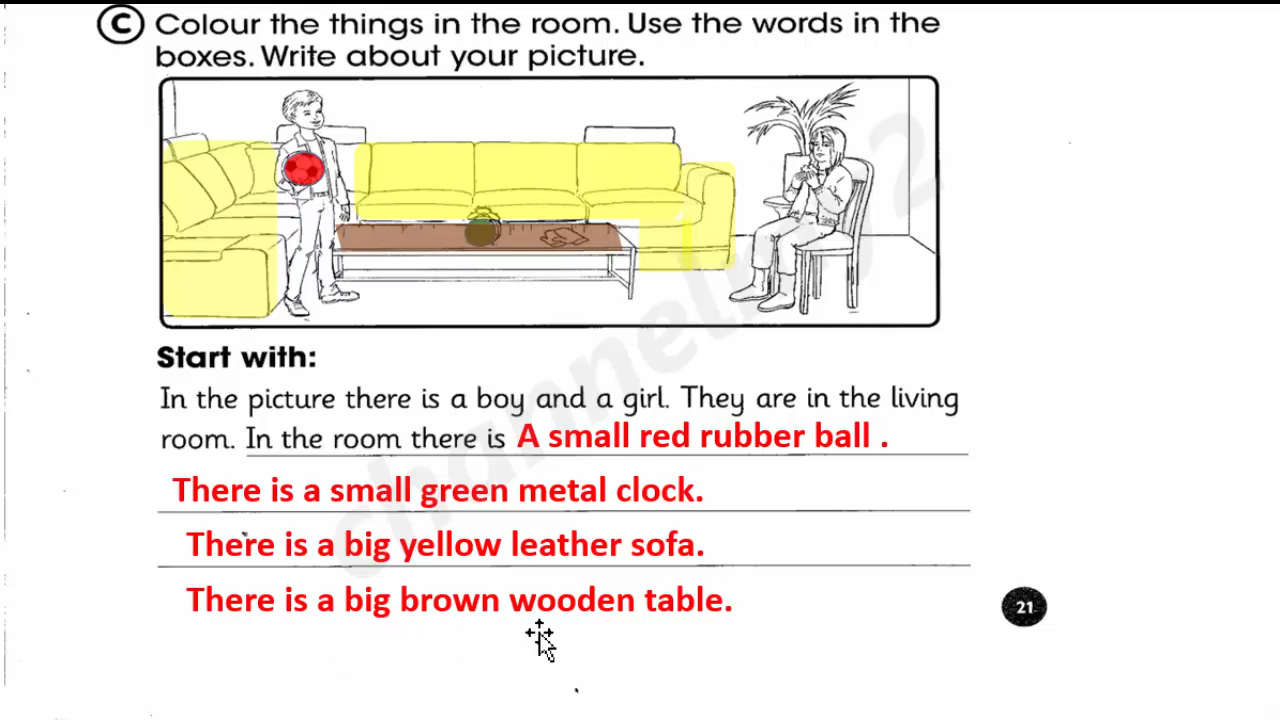 C Colour the things in the room. Use the words in the
boxes. Write about your picture.
Start with:
In the picture there is a boy and a girl. They are in the living
room. In the room there is A small red rubber ball .
There is a small green metal clock.
There is a big yellow leather sofa.
There is a big brown wooden table.
21
channelmy2